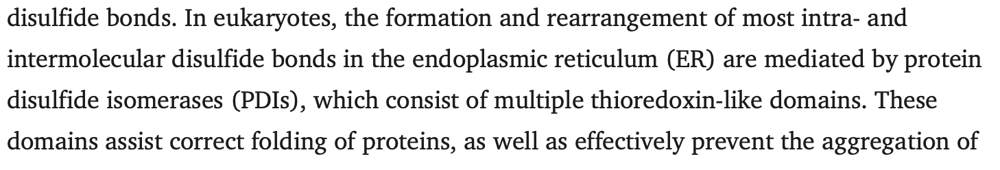 disulfide bonds. In eukaryotes, the formation and rearrangement of most intra- and
intermolecular disulfide bonds in the endoplasmic reticulum (ER) are mediated by protein
disulfide isomerases (PDIs), which consist of multiple thioredoxin-like domains. These
domains assist correct folding of proteins, as well as effectively prevent the aggregation of